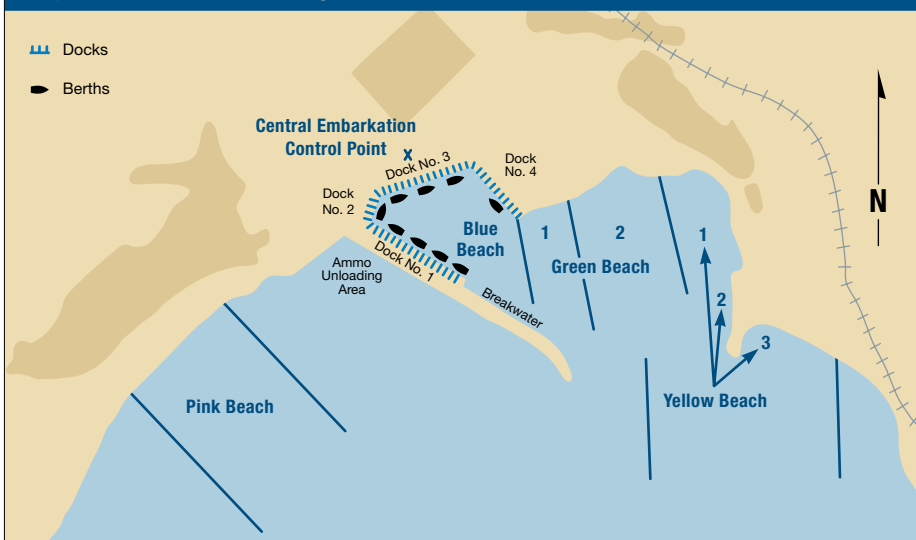 Docks
Berths
Central Embarkation
Control Point
X
Dock No. 3
Dock
No. 4
Dock
No. 2
Dock No. 1
Ammo
Unloading
Area
Blue
Beach
1
2
Green Beach
Breakwater
1
2
3
Yellow Beach
Pink Beach
N